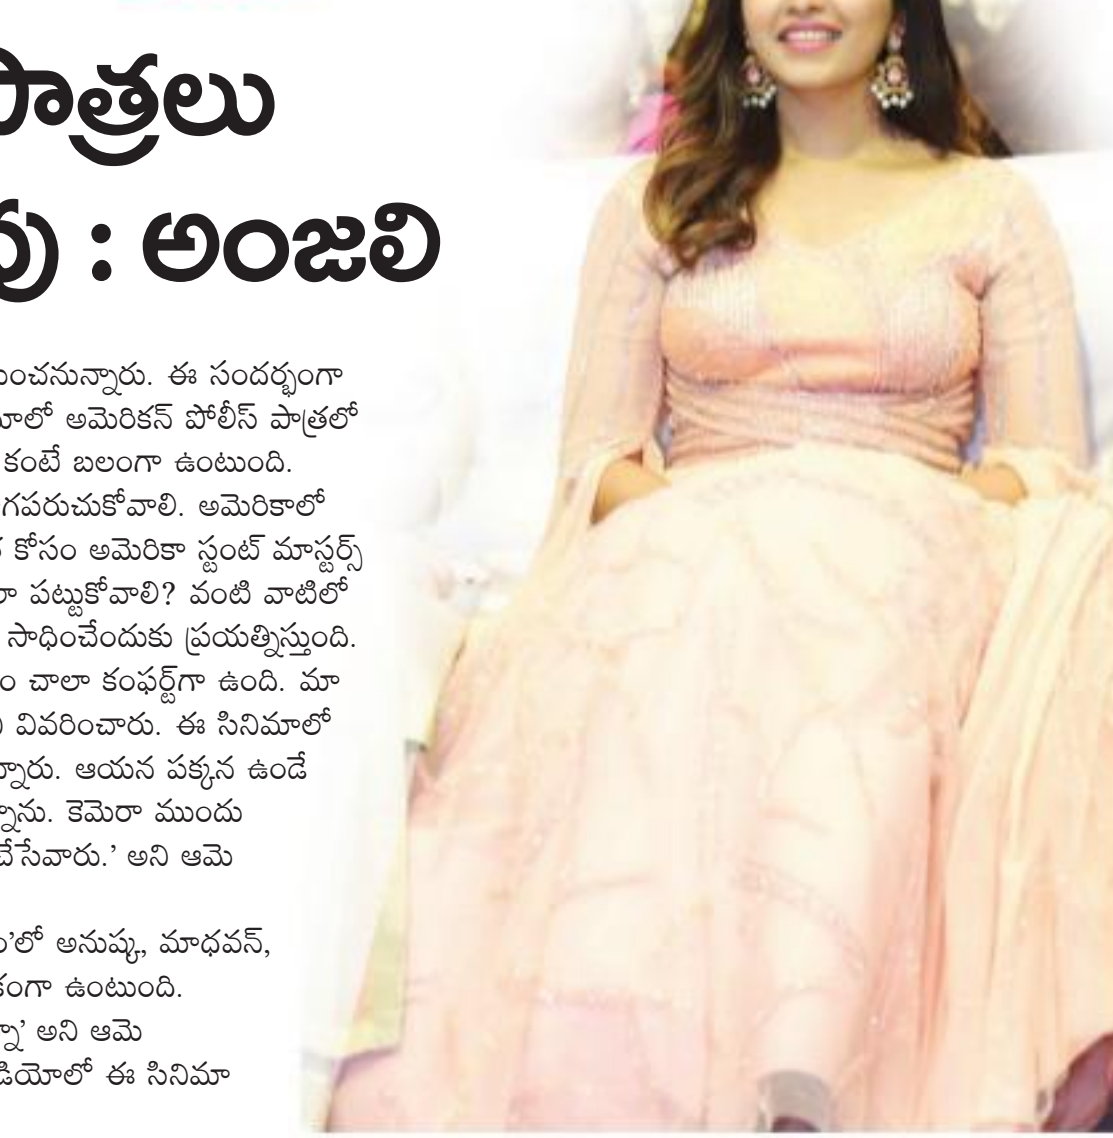 పాత్రలు
వు : అంజలి
ంచనున్నారు. ఈ సందర్భంగా
మాలో అమెరికన్ పోలీస్ పాత్రలో
కంటే బలంగా ఉంటుంది.
గపరుచుకోవాలి. అమెరికాలో
కోసం అమెరికా స్టంట్ మాస్టర్స్
రా పట్టుకోవాలి? వంటి వాటిలో
సాధించేందుకు ప్రయత్నిస్తుంది.
ం చాలా కంఫర్ట్‌గా ఉంది. మా
వివరించారు. ఈ సినిమాలో
న్నారు. ఆయన పక్కన ఉండే
న్నాను. కెమెరా ముందు
చేసేవారు.’ అని ఆమె
ం’లో అనుష్క, మాధవన్,
కంగా ఉంటుంది.
్నా’ అని ఆమె
డియోలో ఈ సినిమా